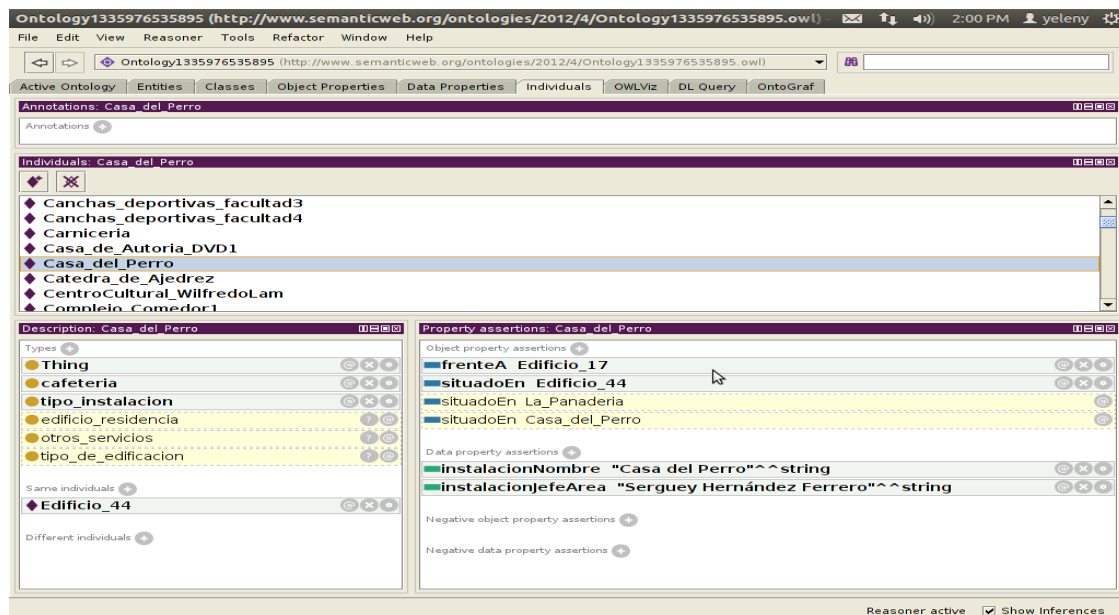 Ontology1335976535895 (http://www.semanticweb.org/ontologies/2012/4/Ontology1335976535895.owl) - 2:00 PM yeleny
File Edit View Reasoner Tools Refactor Window Help
Ontology1335976535895 (http://www.semanticweb.org/ontologies/2012/4/Ontology1335976535895.owl)
Active Ontology Entities Classes Object Properties Data Properties Individuals OWLViz DL Query OntoGraf
Annotations: Casa_del_Perro
Annotations
Individuals: Casa_del_Perro
Canchas_deportivas_facultad3
Canchas_deportivas_facultad4
Carniceria
Casa_de_Autoria_DVD1
Casa_del_Perro
Catedra_de_Ajedrez
CentroCultural_WilfredoLam
Complejo_Comedor1
Description: Casa_del_Perro
Types
Thing
cafeteria
tipo_instalacion
edificio_residencia
otros_servicios
tipo_de_edificacion
Same individuals
Edificio_44
Different individuals
Property assertions: Casa_del_Perro
Object property assertions
frenteA Edificio_17
situadoEn Edificio_44
situadoEn La_Panaderia
situadoEn Casa_del_Perro
Data property assertions
instalacionNombre "Casa del Perro"^^string
instalacionJefeArea "Serguey Hernández Ferrero"^^string
Negative object property assertions
Negative data property assertions
Reasoner active Show Inferences